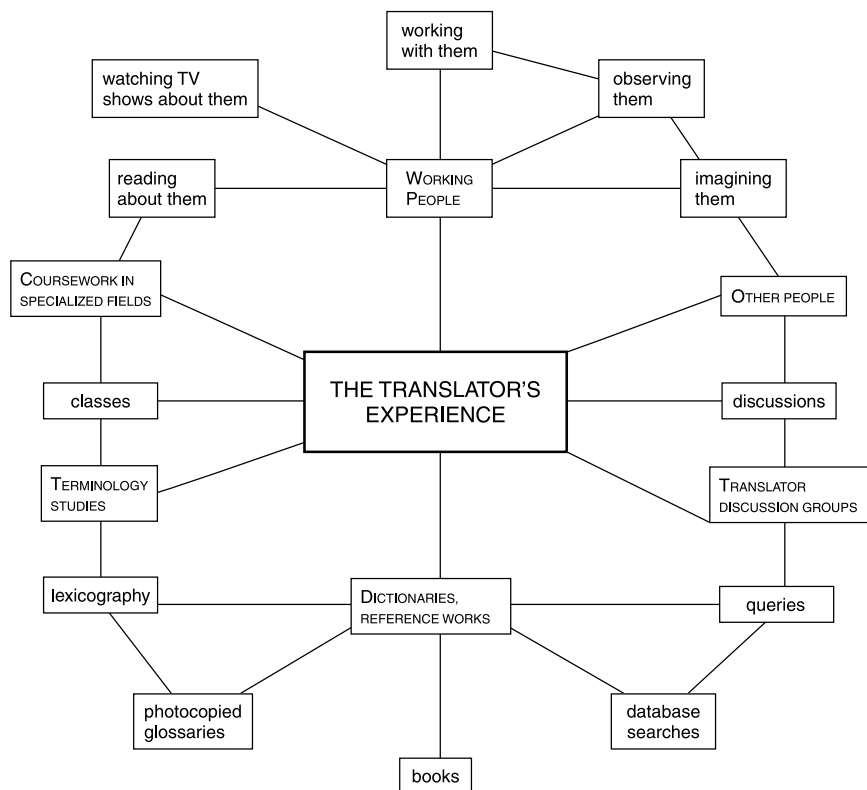 working
with them
watching TV
shows about them
observing
them
reading
about them
WORKING
PEOPLE
imagining
them
COURSEWORK IN
SPECIALIZED FIELDS
OTHER PEOPLE
THE TRANSLATOR'S
EXPERIENCE
classes
discussions
TERMINOLOGY
STUDIES
TRANSLATOR
DISCUSSION GROUPS
lexicography
DICTIONARIES,
REFERENCE WORKS
queries
photocopied
glossaries
database
searches
books